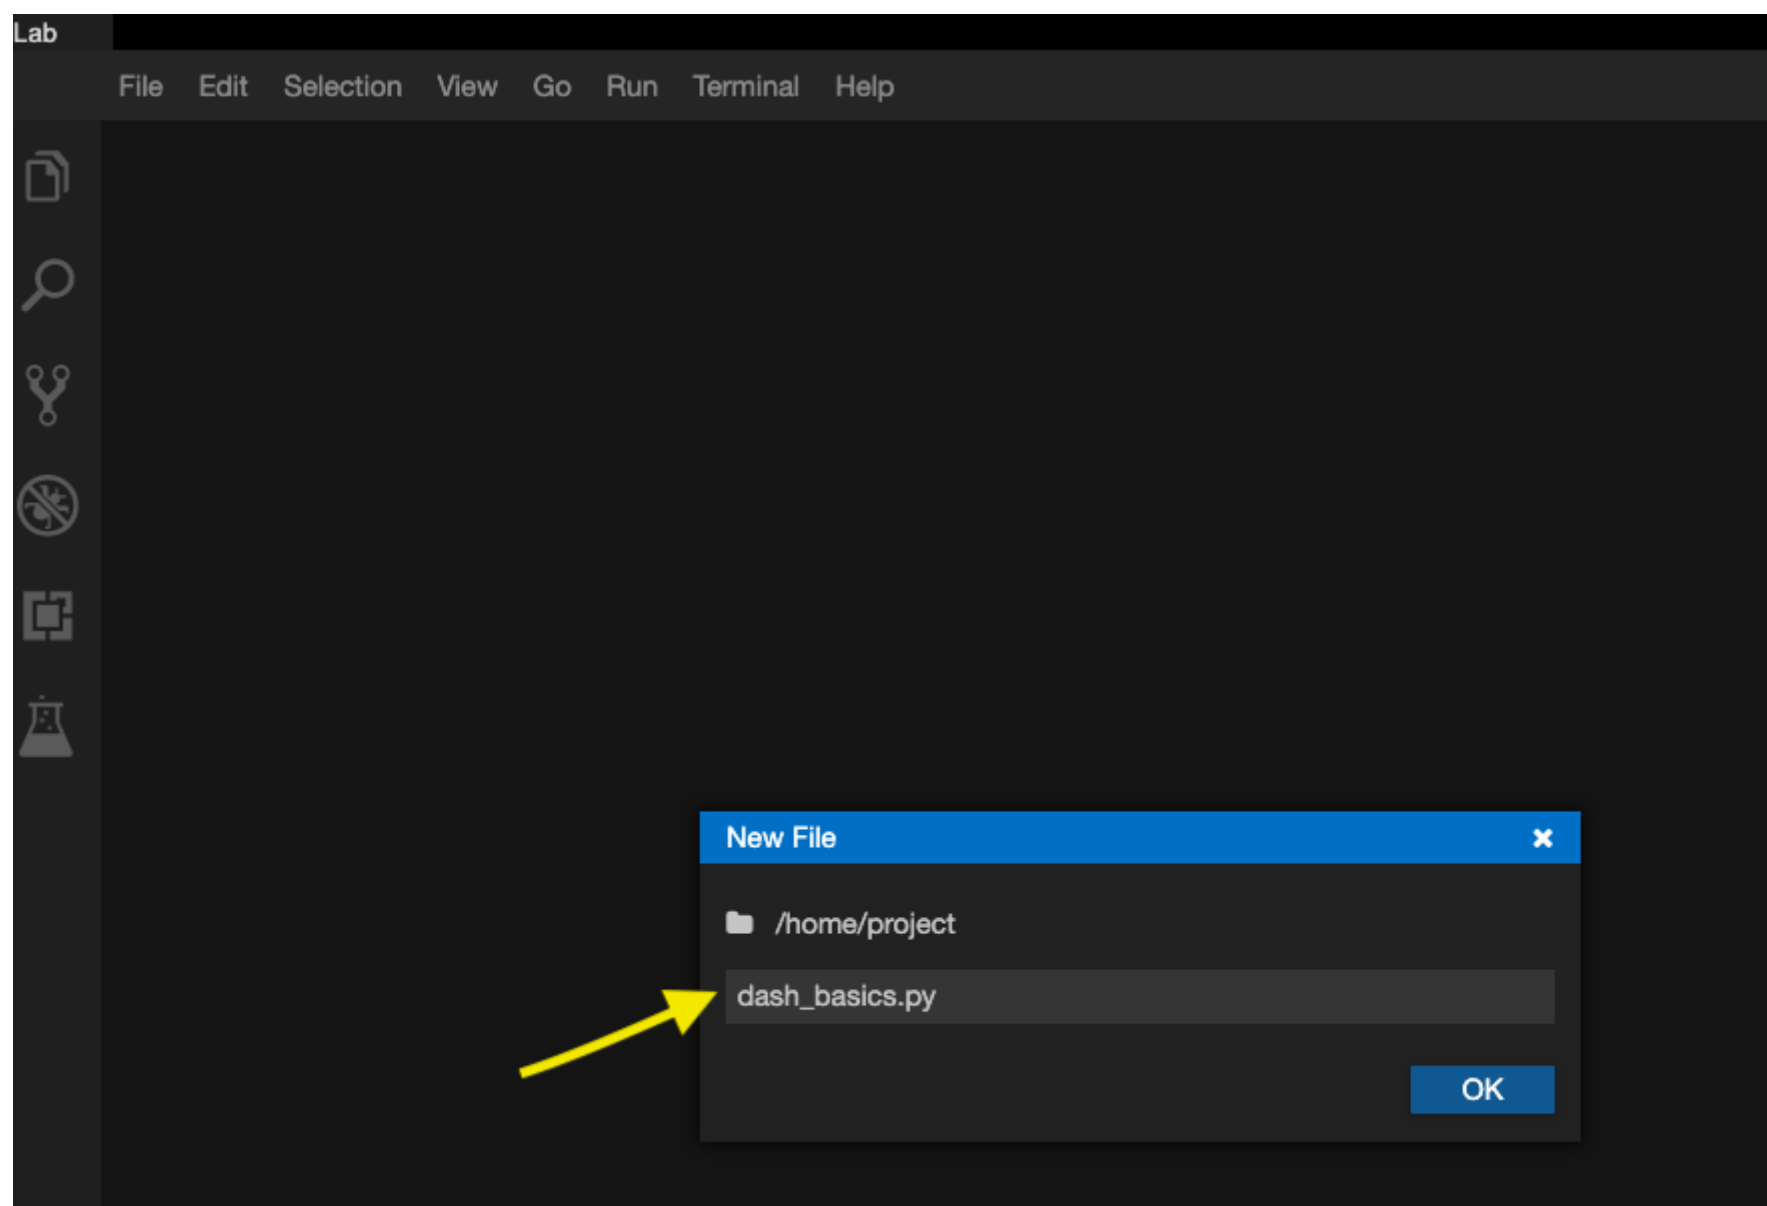 Lab
File Edit Selection View Go Run Terminal Help
New File
/home/project
dash_basics.py
OK